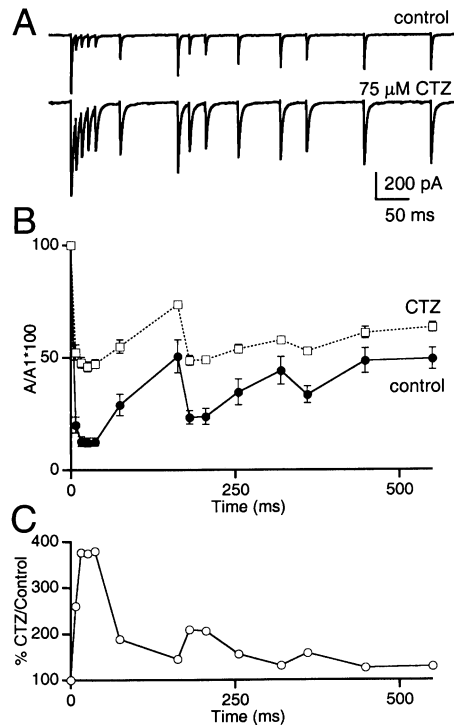 A
control
75 µM CTZ
200 pA
50 ms
B
100
50
0
A/A1*100
CTZ
control
0 250 500
Time (ms)
C
400
300
200
100
% CTZ/Control
0 250 500
Time (ms)